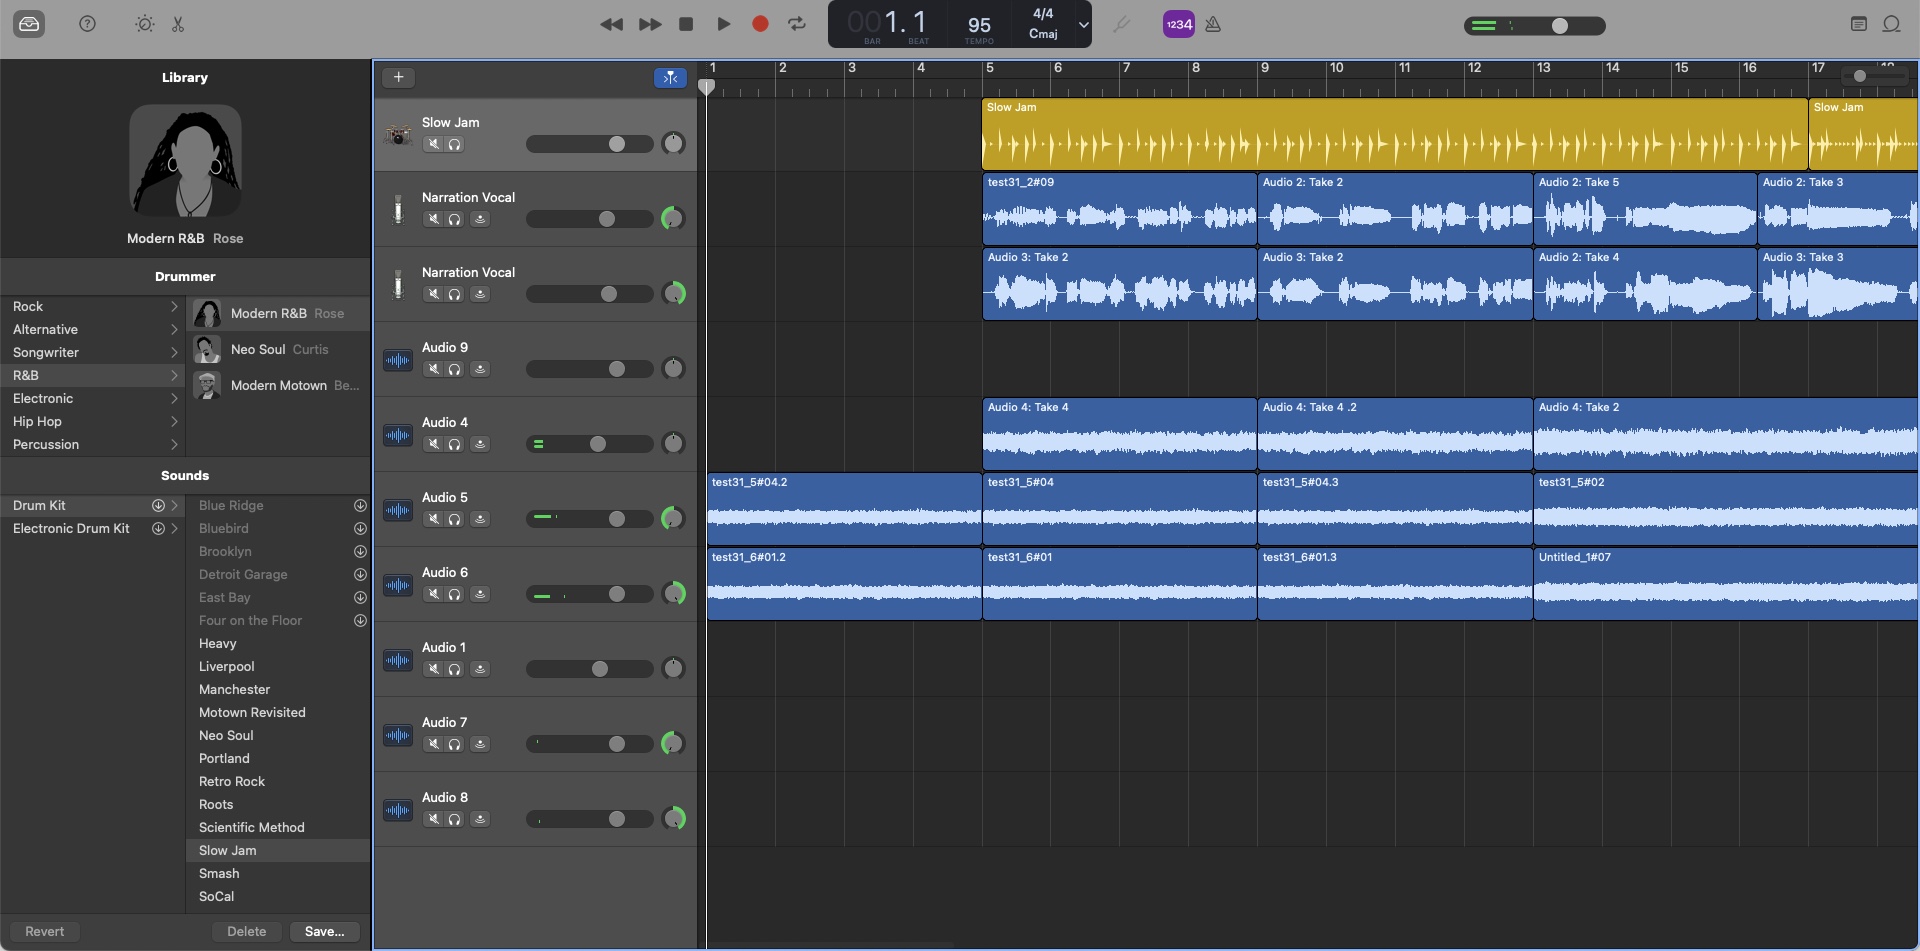 001. 1
BAR BEAT
95
TEMPO
4/4
Cmaj
1234
Library
Modern R&B Rose
Drummer
Rock
Alternative
Songwriter
R&B
Electronic
Hip Hop
Percussion
Modern R&B Rose
Neo Soul Curtis
Modern Motown Be...
Sounds
Drum Kit
Electronic Drum Kit
Blue Ridge
Bluebird
Brooklyn
Detroit Garage
East Bay
Four on the Floor
Heavy
Liverpool
Manchester
Motown Revisited
Neo Soul
Portland
Retro Rock
Roots
Scientific Method
Slow Jam
Smash
SoCal
Revert Delete Save...
+
1 2 3 4 5 6 7 8 9 10 11 12 13 14 15 16 17
Slow Jam
Slow Jam Slow Jam
Narration Vocal
test31_2#09 Audio 2: Take 2 Audio 2: Take 5 Audio 2: Take 3
Narration Vocal
Audio 3: Take 2 Audio 3: Take 2 Audio 2: Take 4 Audio 3: Take 3
Audio 9
Audio 4
Audio 4: Take 4 Audio 4: Take 4 .2 Audio 4: Take 2
Audio 5
test31_5#04.2 test31_5#04 test31_5#04.3 test31_5#02
Audio 6
test31_6#01.2 test31_6#01 test31_6#01.3 Untitled_1#07
Audio 1
Audio 7
Audio 8